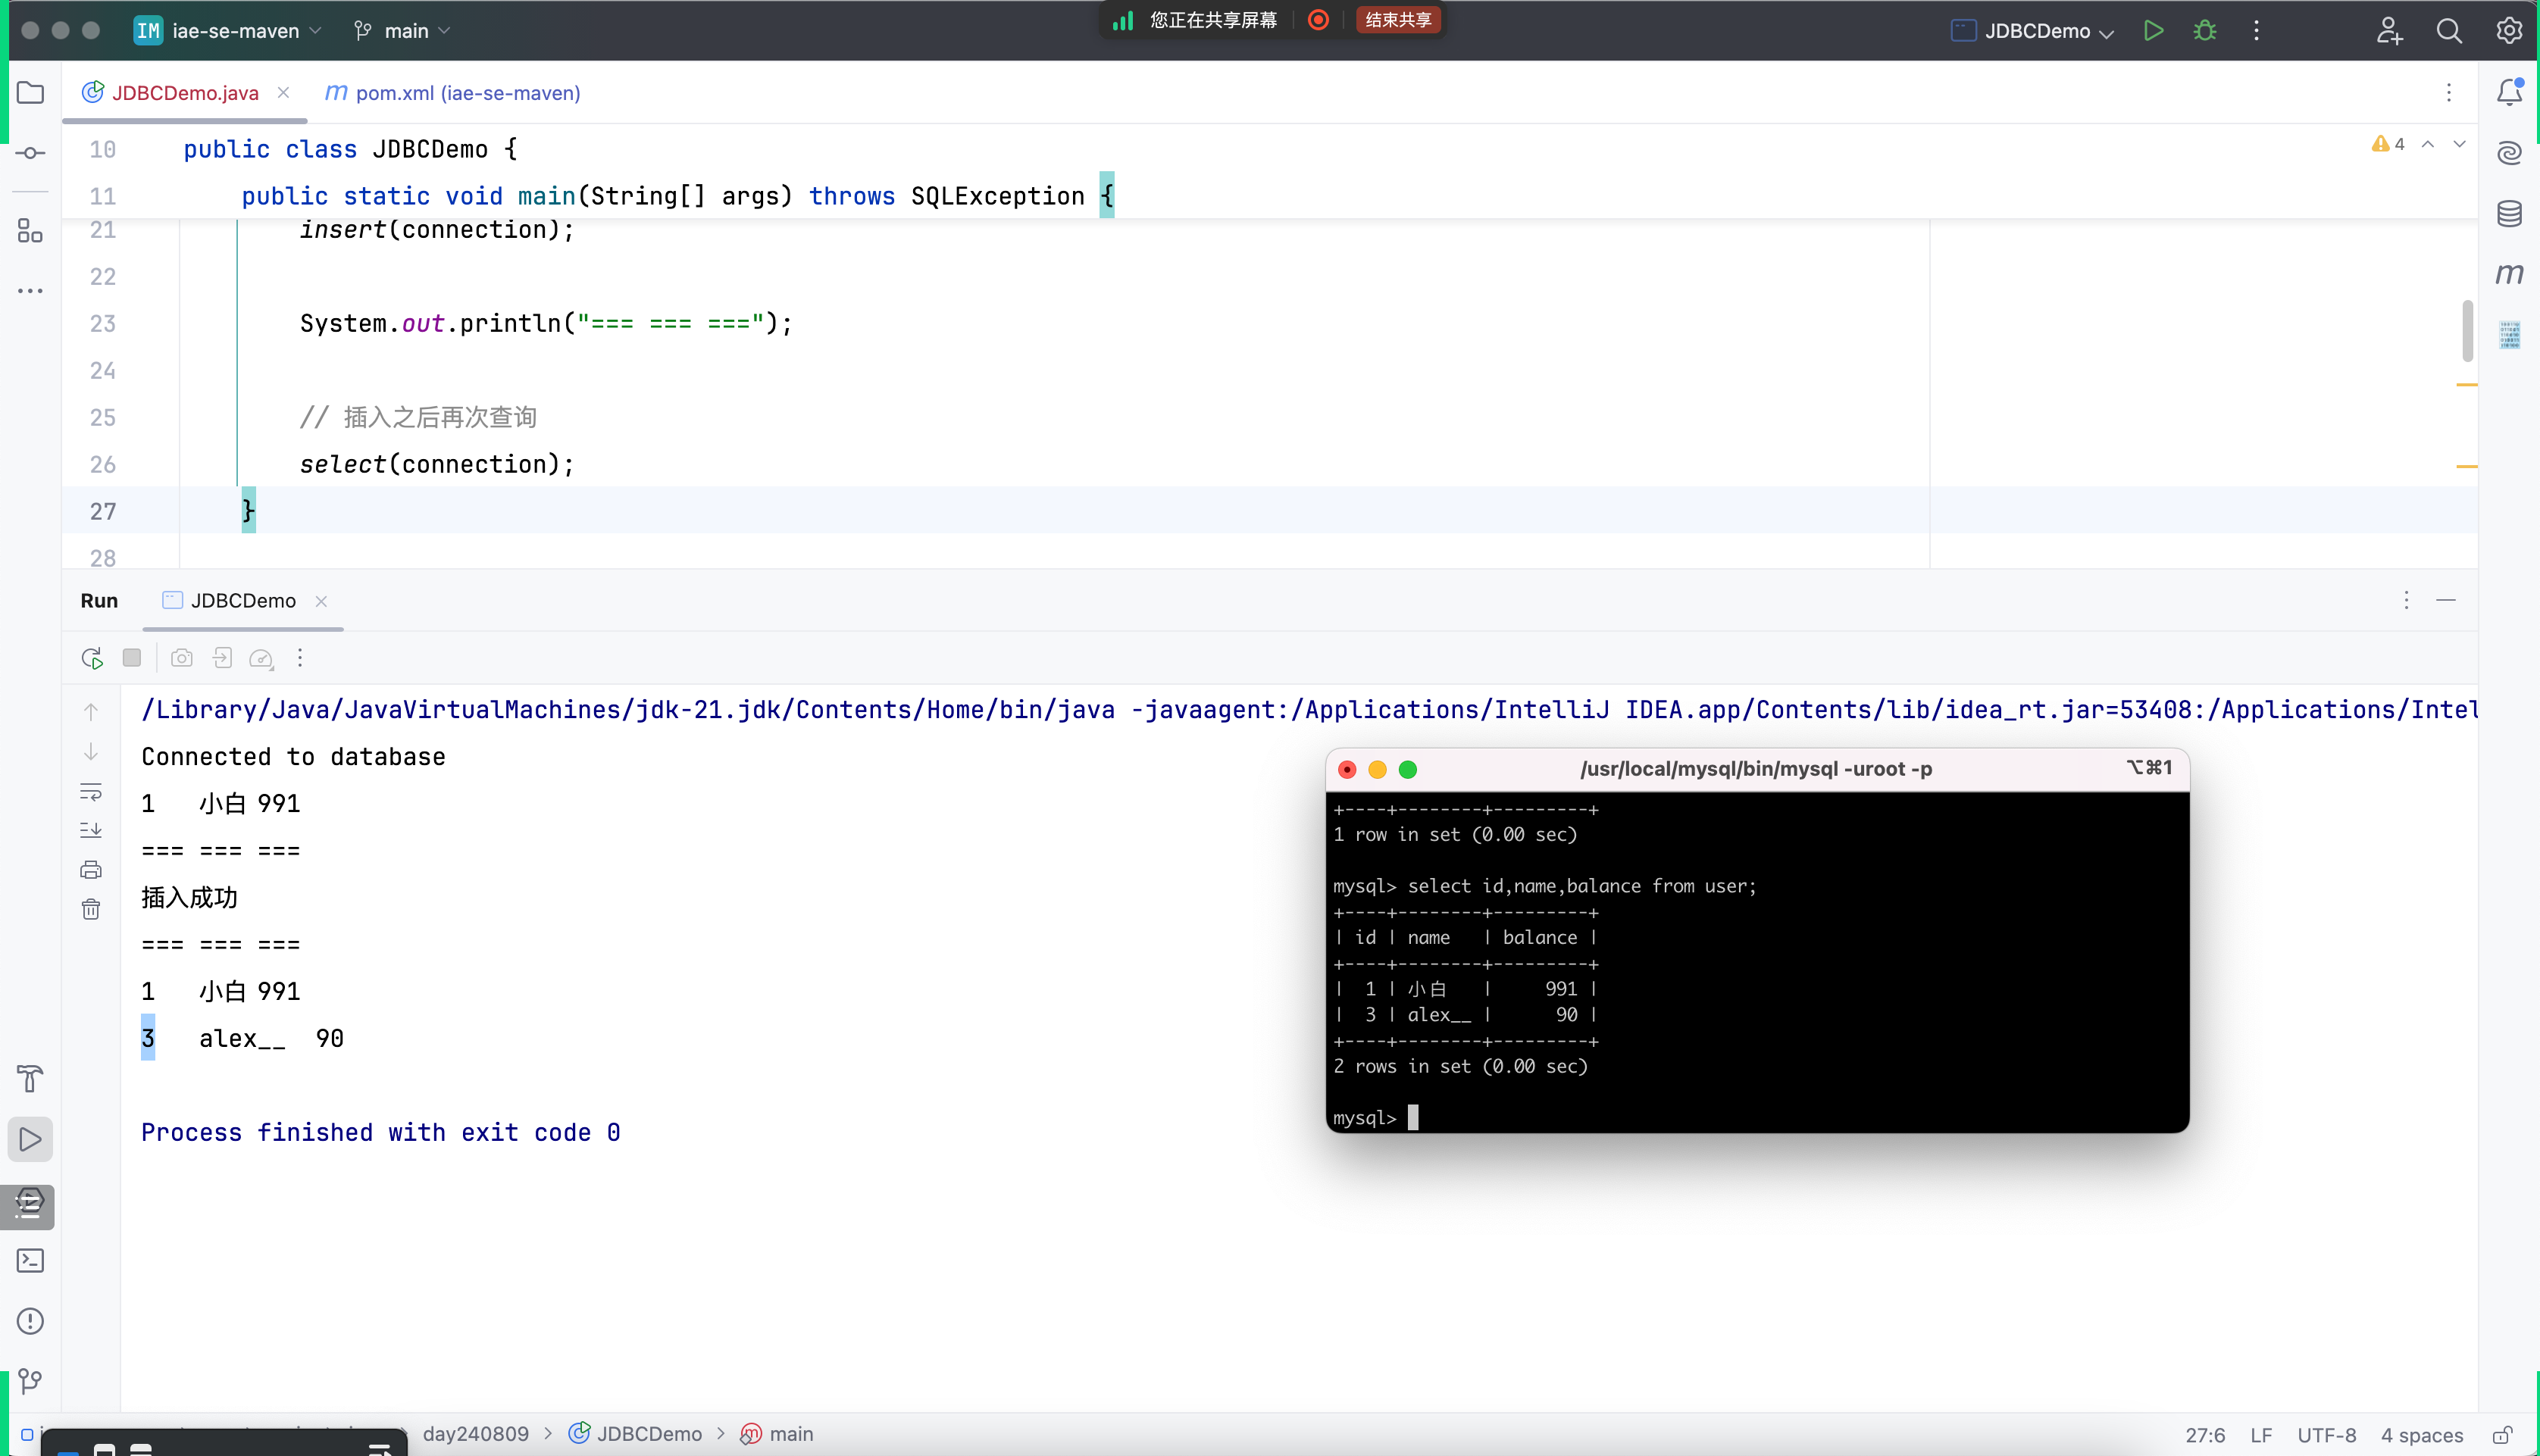 IM iae-se-maven main
您正在共享屏幕 结束共享
JDBCDemo
JDBCDemo.java
pom.xml (iae-se-maven)
10 public class JDBCDemo {
4
11 public static void main(String[] args) throws SQLException {
21 insert(connection);
22
23 System.out.println("=== === ===");
24
25 // 插入之后再次查询
26 select(connection);
27 }
28
Run JDBCDemo
/Library/Java/JavaVirtualMachines/jdk-21.jdk/Contents/Home/bin/java -javaagent:/Applications/IntelliJ IDEA.app/Contents/lib/idea_rt.jar=53408:/Applications/Intel
Connected to database
1 小白 991
=== === ===
插入成功
=== === ===
1 小白 991
3 alex__ 90
Process finished with exit code 0
/usr/local/mysql/bin/mysql -uroot -p ⌥⌘1
+----+--------+---------+
1 row in set (0.00 sec)
mysql> select id,name,balance from user;
+----+--------+---------+
| id | name | balance |
+----+--------+---------+
| 1 | 小白 | 991 |
| 3 | alex__ | 90 |
+----+--------+---------+
2 rows in set (0.00 sec)
mysql>
day240809 > JDBCDemo > main
27:6 LF UTF-8 4 spaces